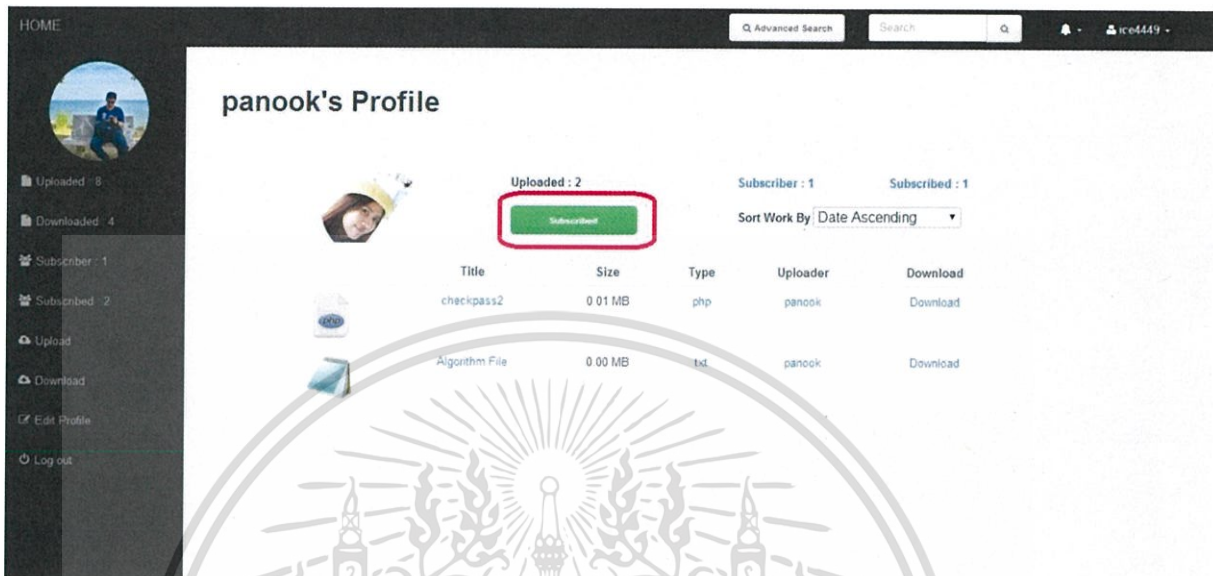 HOME
Advanced Search
Search
ice4449
panook's Profile
Uploaded : 8
Downloaded : 4
Subscriber : 1
Subscribed : 2
Upload
Download
Edit Profile
Log out
Uploaded : 2
Subscriber : 1
Subscribed : 1
Subscribed
Sort Work By Date Ascending
Title Size Type Uploader Download
php
checkpass2 0.01 MB php panook Download
Algorithm File 0.00 MB txt panook Download